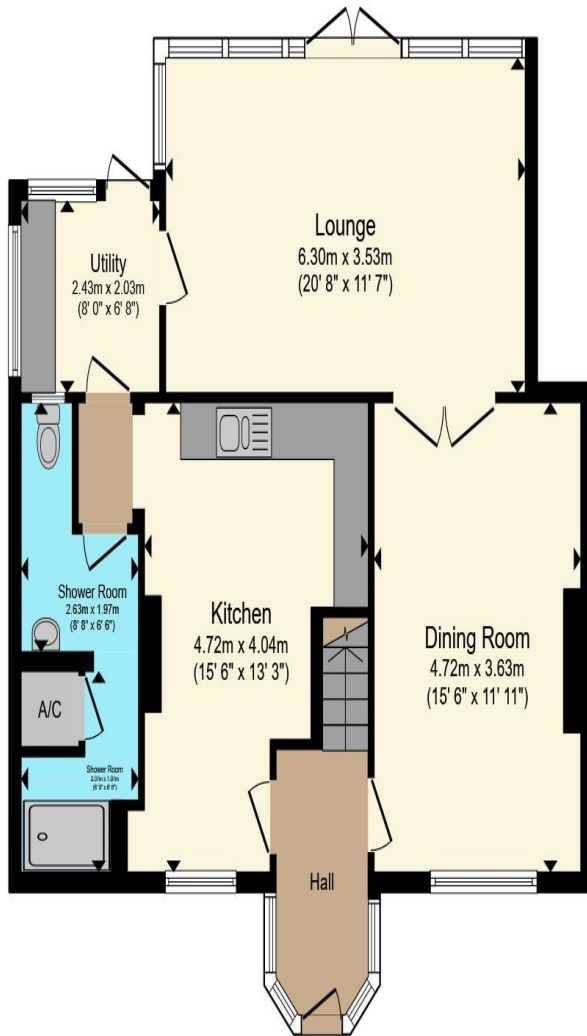 Lounge
6.30m x 3.53m
(20' 8" x 11' 7")
Utility
2.43m x 2.03m
(8' 0" x 6' 8")
Shower Room
2.63m x 1.97m
(8' 8" x 6' 6")
Kitchen
4.72m x 4.04m
(15' 6" x 13' 3")
Dining Room
4.72m x 3.63m
(15' 6" x 11' 11")
A/C
Shower Room
Hall